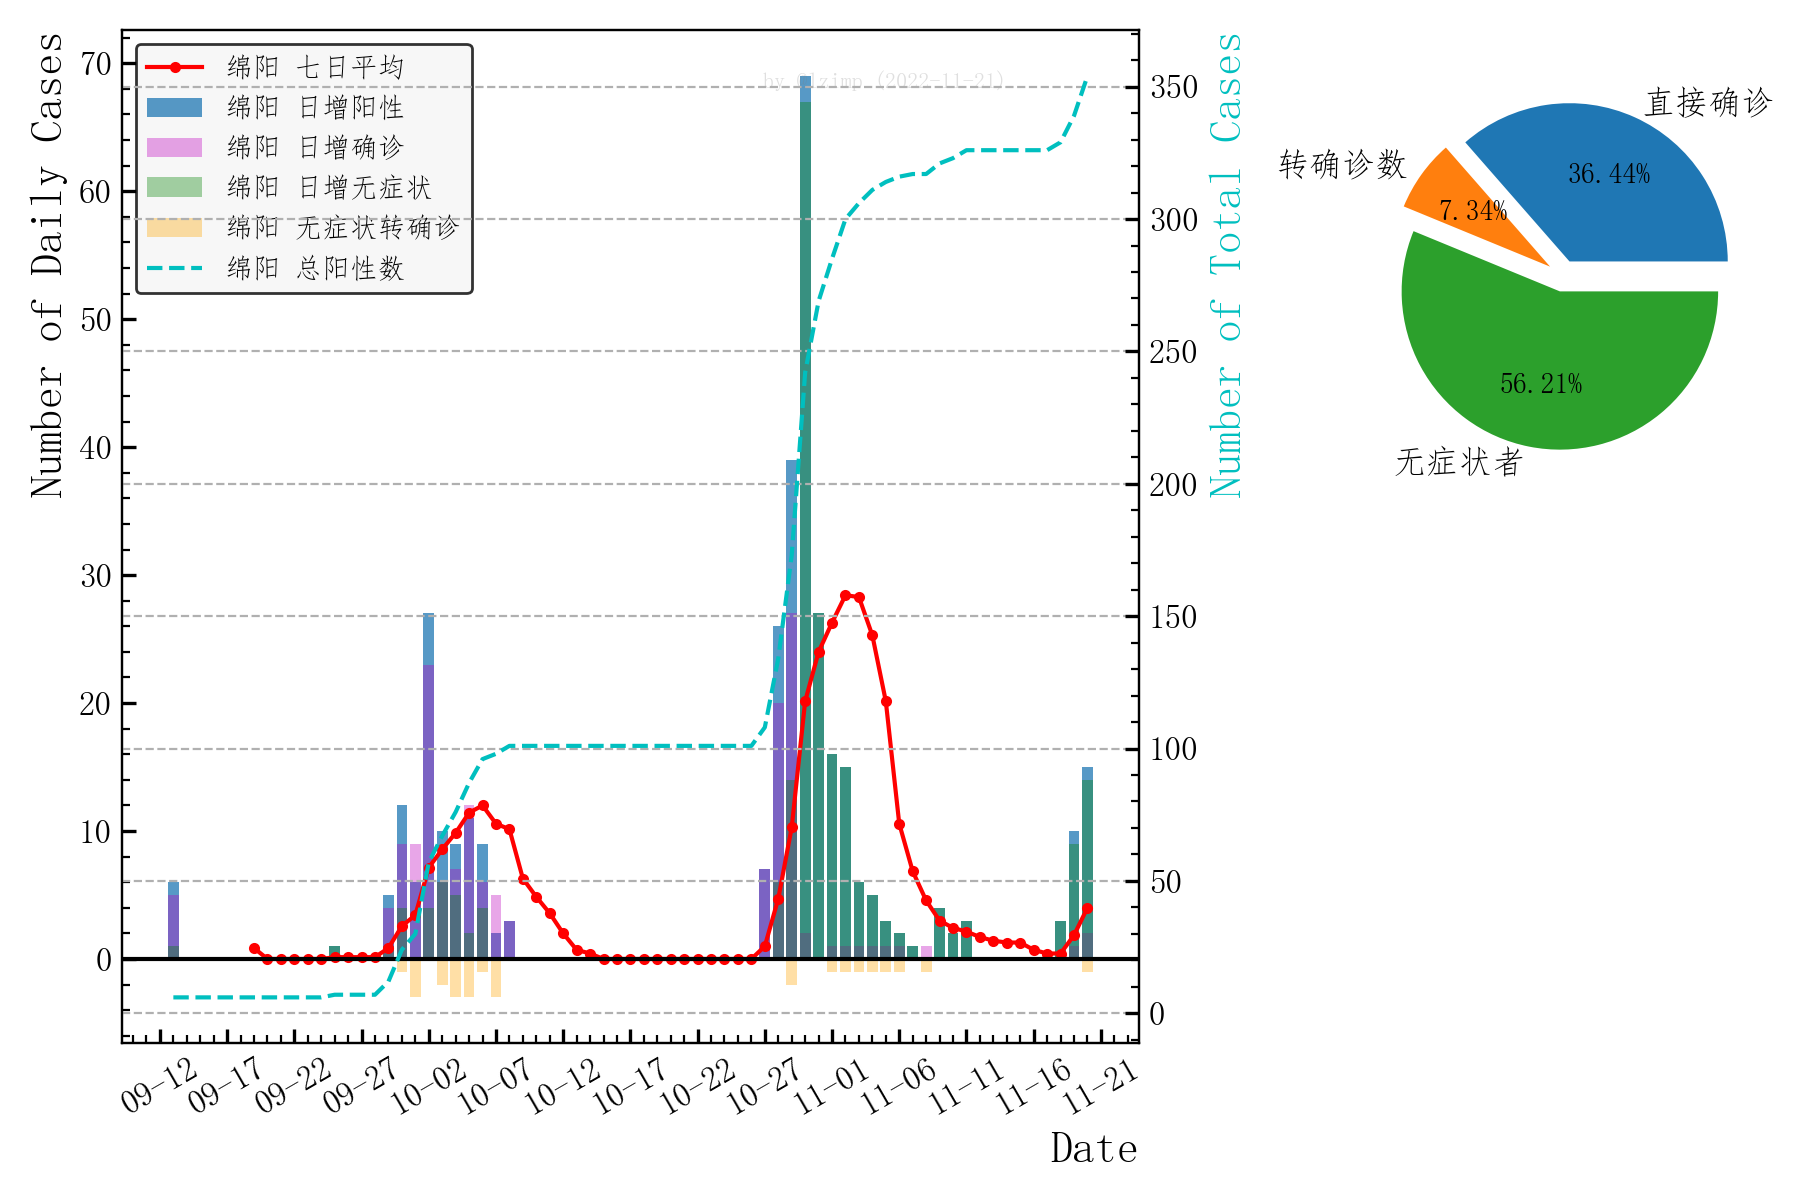 Number of Daily Cases
70
60
50
40
30
20
10
0
绵阳 七日平均
绵阳 日增阳性
绵阳 日增确诊
绵阳 日增无症状
绵阳 无症状转确诊
绵阳 总阳性数
by Glzimp (2022-11-21)
350
300
250
200
150
100
50
0
Number of Total Cases
09-12
09-17
09-22
09-27
10-02
10-07
10-12
10-17
10-22
10-27
11-01
11-06
11-11
11-16
11-21
Date
直接确诊
36.44%
转确诊数
7.34%
56.21%
无症状者